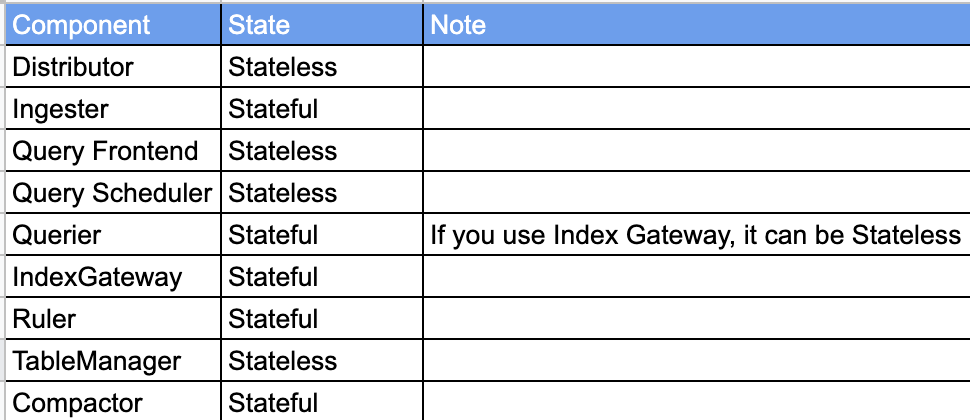 Component State Note
Distributor Stateless
Ingester Stateful
Query Frontend Stateless
Query Scheduler Stateless
Querier Stateful If you use Index Gateway, it can be Stateless
IndexGateway Stateful
Ruler Stateful
TableManager Stateless
Compactor Stateful